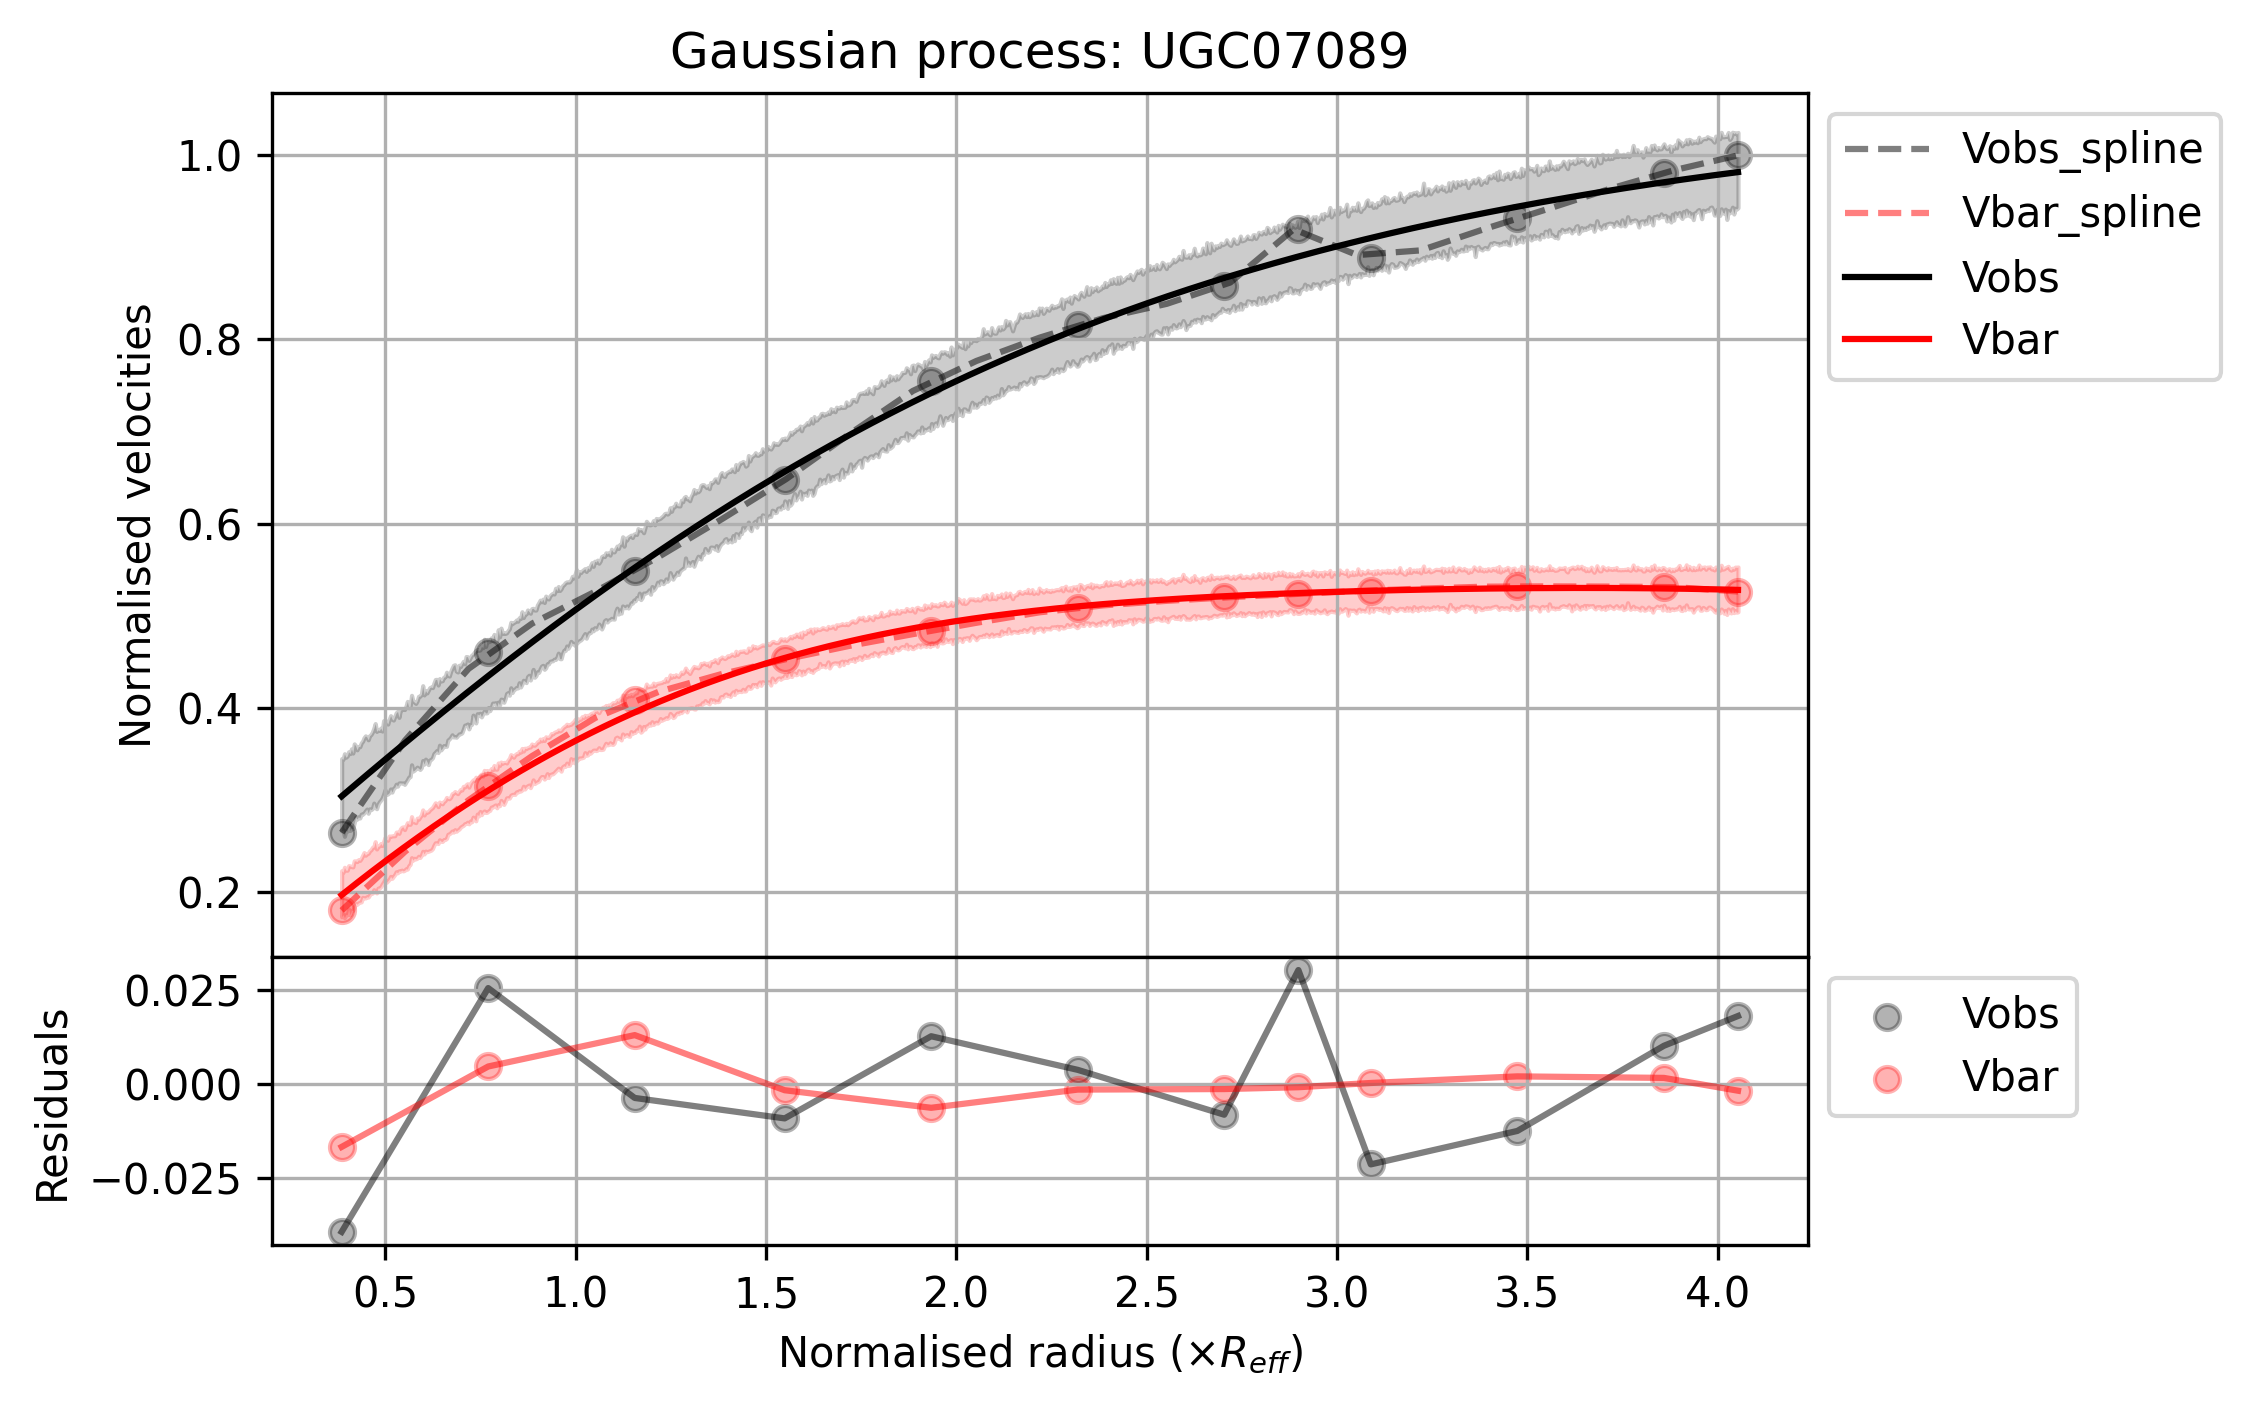 Gaussian process: UGC07089
Normalised velocities
1.0
0.8
0.6
0.4
0.2
Vobs_spline
Vbar_spline
Vobs
Vbar
Residuals
0.025
0.000
−0.025
Vobs
Vbar
0.5 1.0 1.5 2.0 2.5 3.0 3.5 4.0
Normalised radius (×R_eff)